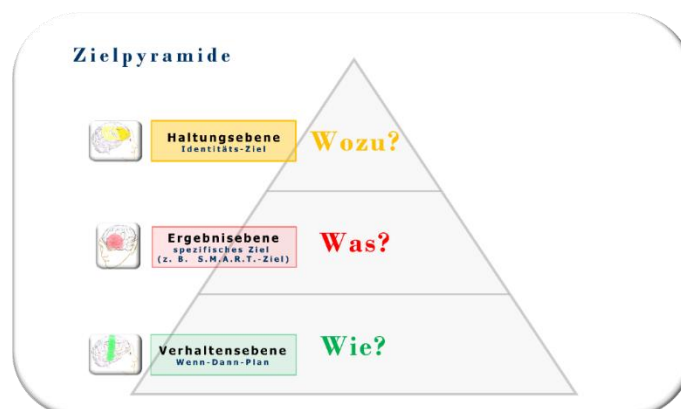 Zielpyramide
Haltungsebene
Identitäts-Ziel
Wozu?
Ergebnisebene
spezifisches Ziel
(z. B. S.M.A.R.T.-Ziel)
Was?
Verhaltensebene
Wenn-Dann-Plan
Wie?